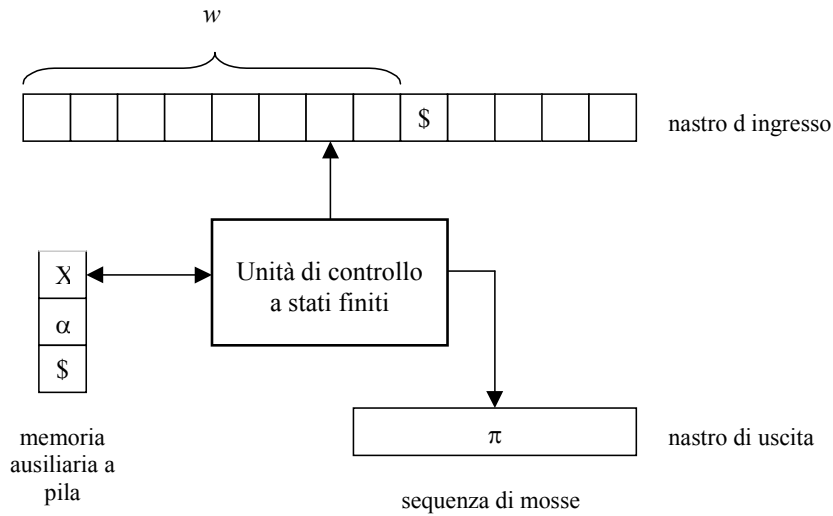 w
$
nastro d ingresso
Unità di controllo
a stati finiti
X
α
$
π
nastro di uscita
memoria
ausiliaria a
pila
sequenza di mosse